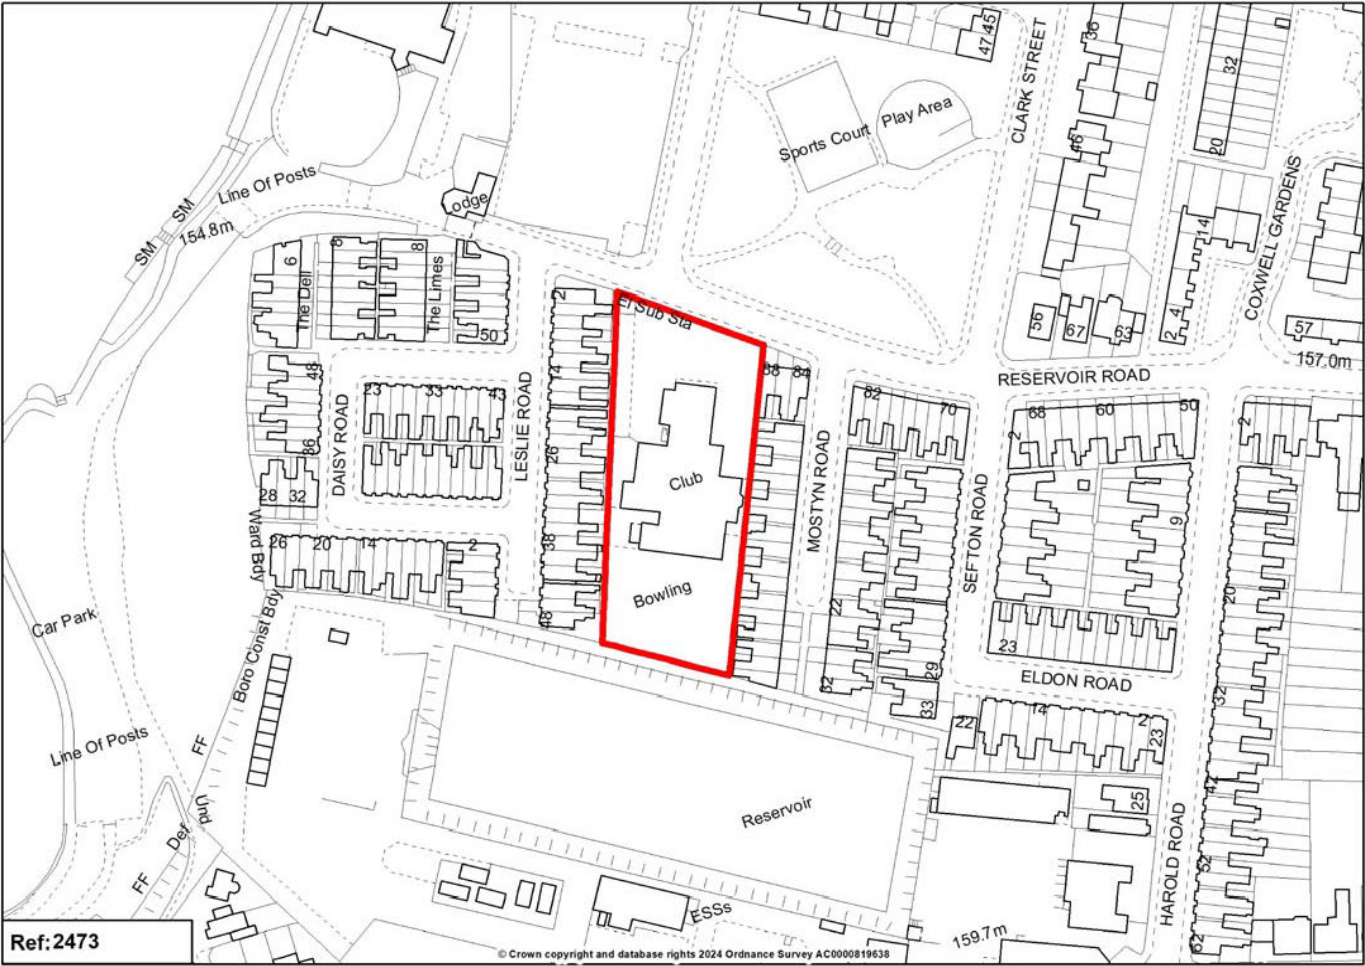 45
47
36
CLARK STREET
32
Play Area
Sports Court
46
20
Line Of Posts
Lodge
SM
SM
154.8m
COXWELL GARDENS
14
6
8
8
The Dell
The Limes
50
2
El Sub Sta
56
67
63
2 4
57
157.0m
RESERVOIR ROAD
48
23
33
43
14
88
84
82
70
68
60
50
2
2
DAISY ROAD
LESLIE ROAD
36
26
Club
MOSTYN ROAD
SEFTON ROAD
28 32
9
Ward Bdy
26
20
14
2
38
Bowling
48
22
20
Car Park
Boro Const Bdy
23
29
32
ELDON ROAD
33
22
14
2
23
32
Line Of Posts
FF
Und
Def
FF
Reservoir
25
42
HAROLD ROAD
52
ESSs
159.7m
62
Ref:2473
© Crown copyright and database rights 2024 Ordnance Survey AC0000819638